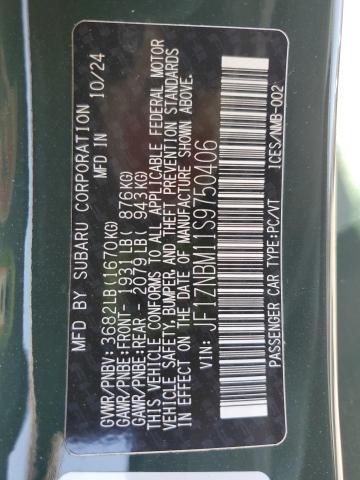 MFD BY SUBARU CORPORATION 10/24
GVWR/PNBV: 3682LB(1670KG)
GAWR/PNBE:FRONT- 1931LB( 876KG)
GAWR/PNBE:REAR - 2079LB( 943KG)
THIS VEHICLE CONFORMS TO ALL APPLICABLE FEDERAL MOTOR
VEHICLE SAFETY,BUMPER, AND THEFT PREVENTION STANDARDS
IN EFFECT ON THE DATE OF MANUFACTURE SHOWN ABOVE.
VIN: JF1ZNBM11S9750406
PASSENGER CAR TYPE:PC/VT ICES/NMB-002